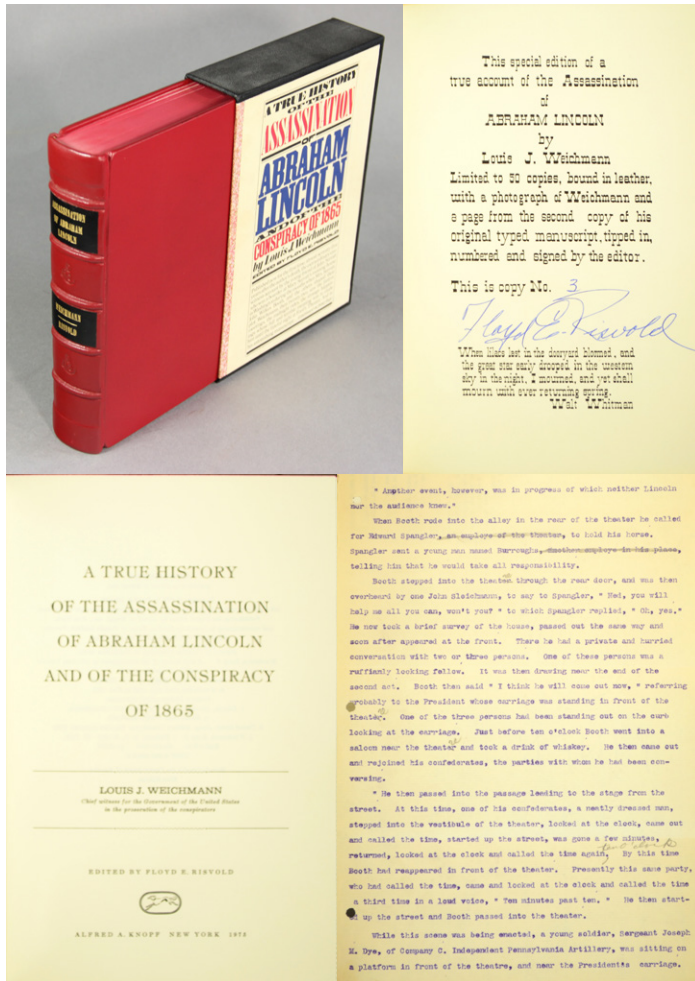 ASSASSINATION
OF ABRAHAM
LINCOLN
WEICHMANN
RISVOLD
A TRUE HISTORY
OF THE
ASSASSINATION
OF
ABRAHAM
LINCOLN
AND OF THE
CONSPIRACY OF 1865
by Louis J. Weichmann
This special edition of a
true account of the Assassination
of
ABRAHAM LINCOLN
by
Louis J. Weichmann
Limited to 50 copies, bound in leather,
with a photograph of Weichmann and
a page from the second copy of his
original typed manuscript, tipped in,
numbered and signed by the editor.
This is copy No. 3
Floyd E. Risvold
When lilacs last in the dooryard bloomed, and
the great star early drooped in the western
sky in the night, I mourned, and yet shall
mourn with ever returning spring.
Walt Whitman
A TRUE HISTORY
OF THE ASSASSINATION
OF ABRAHAM LINCOLN
AND OF THE CONSPIRACY
OF 1865
LOUIS J. WEICHMANN
Chief witness for the Government of the United States
in the prosecution of the conspirators
EDITED BY FLOYD E. RISVOLD
ALFRED A. KNOPF NEW YORK 1975
" Another event, however, was in progress of which neither Lincoln
nor the audience knew."
When Booth rode into the alley in the rear of the theater he called
for Edward Spangler, an employe of the theater, to hold his horse.
Spangler sent a young man named Burroughs, another employe in his place,
telling him that he would take all responsibility.
Booth stepped into the theater through the rear door, and was then
overheard by one John Sleichmann, to say to Spangler, " Ned, you will
help me all you can, won't you? " to which Spangler replied, " Oh, yes."
He now took a brief survey of the house, passed out the same way and
soon after appeared at the front. There he had a private and hurried
conversation with two or three persons. One of these persons was a
ruffianly looking fellow. It was then drawing near the end of the
second act. Booth then said " I think he will come out now, " referring
probably to the President whose carriage was standing in front of the
theater. One of the three persons had been standing out on the curb
looking at the carriage. Just before ten o'clock Booth went into a
saloon near the theater and took a drink of whiskey. He then came out
and rejoined his confederates, the parties with whom he had been con-
versing.
" He then passed into the passage leading to the stage from the
street. At this time, one of his confederates, a neatly dressed man,
stepped into the vestibule of the theater, looked at the clock, came out
and called the time, started up the street, was gone a few minutes,
returned, looked at the clock and called the time again. By this time
Booth had reappeared in front of the theater. Presently this same party,
who had called the time, came and looked at the clock and called the time
a third time in a loud voice, " Ten minutes past ten. " He then start-
ed up the street and Booth passed into the theater.
While this scene was being enacted, a young soldier, Sergeant Joseph
M. Dye, of Company C. Independent Pennsylvania Artillery, was sitting on
a platform in front of the theatre, and near the Presidents carriage.